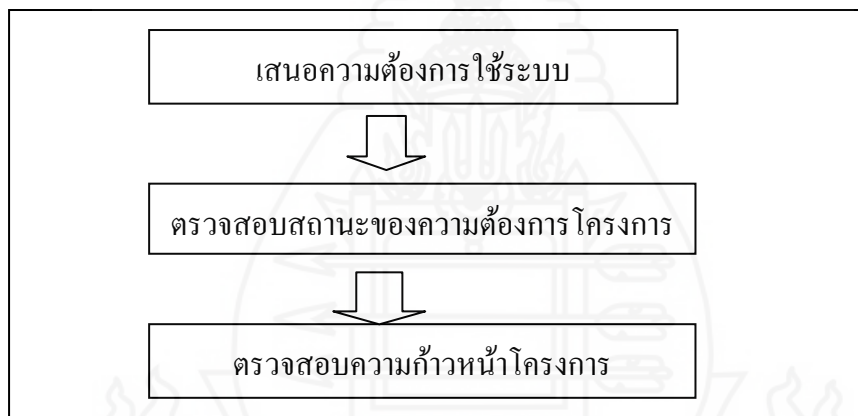 เสนอความต้องการใช้ระบบ
ตรวจสอบสถานะของความต้องการโครงการ
ตรวจสอบความก้าวหน้าโครงการ